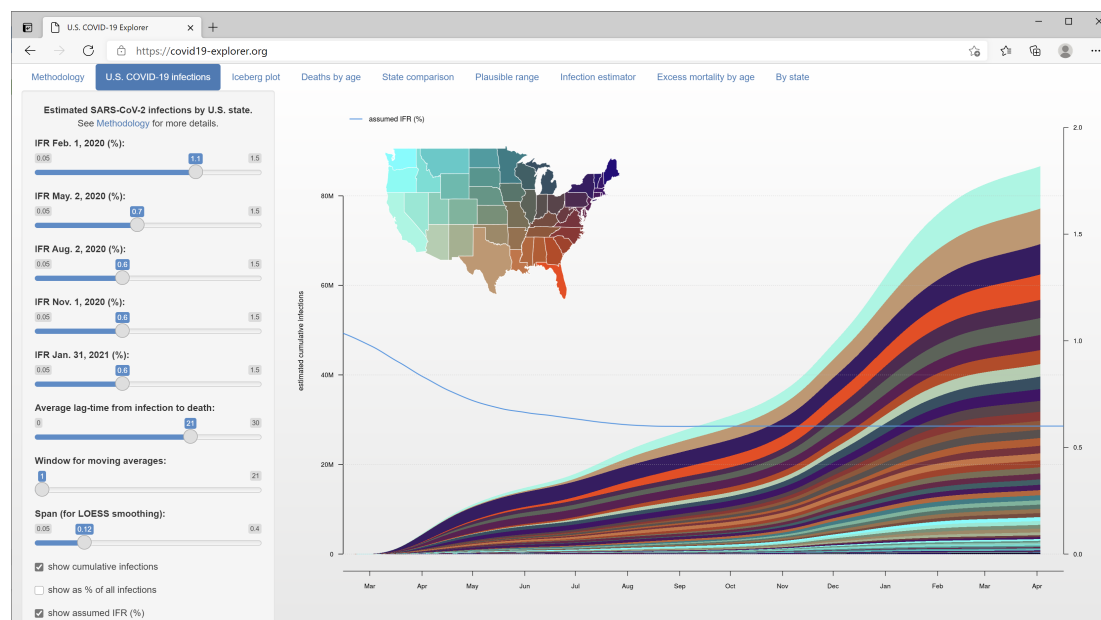 U.S. COVID-19 Explorer
https://covid19-explorer.org
Methodology
U.S. COVID-19 infections
Iceberg plot
Deaths by age
State comparison
Plausible range
Infection estimator
Excess mortality by age
By state
Estimated SARS-CoV-2 infections by U.S. state.
See Methodology for more details.
IFR Feb. 1, 2020 (%):
0.05 1.1 1.5
IFR May. 2, 2020 (%):
0.05 0.7 1.5
IFR Aug. 2, 2020 (%):
0.05 0.6 1.5
IFR Nov. 1, 2020 (%):
0.05 0.6 1.5
IFR Jan. 31, 2021 (%):
0.05 0.6 1.5
Average lag-time from infection to death:
0 21 30
Window for moving averages:
1 21
Span (for LOESS smoothing):
0.05 0.12 0.4
show cumulative infections
show as % of all infections
show assumed IFR (%)
assumed IFR (%)
estimated cumulative infections
80M
60M
40M
20M
0
2.0
1.5
1.0
0.5
0.0
Mar Apr May Jun Jul Aug Sep Oct Nov Dec Jan Feb Mar Apr